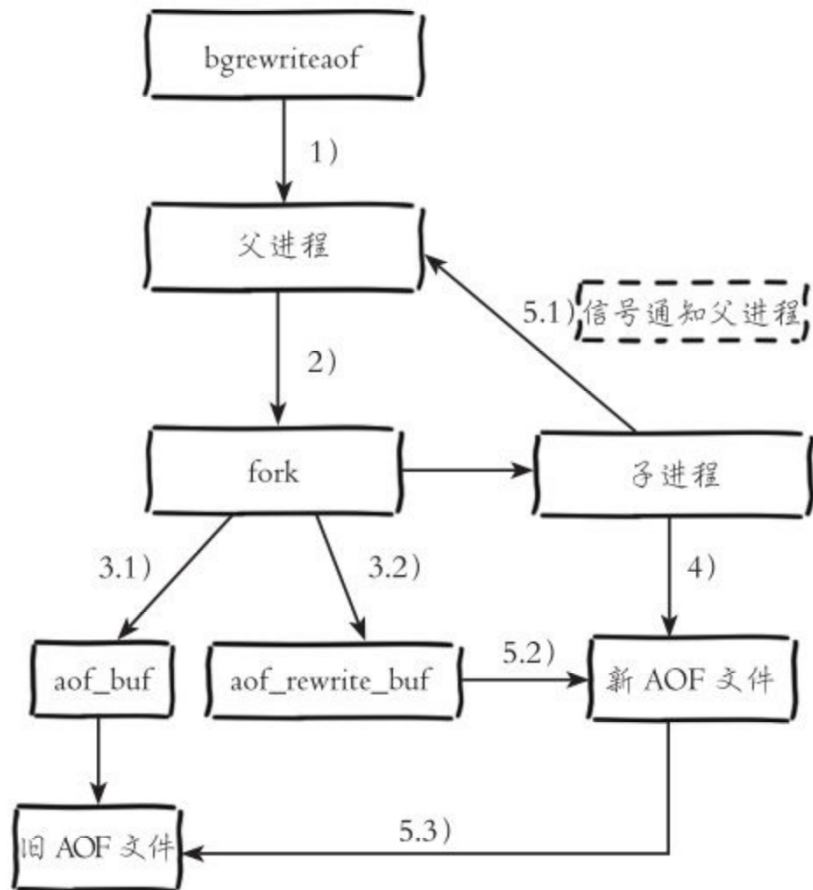 bgrewriteaof
1)
父进程
5.1)信号通知父进程
2)
fork
子进程
3.1)
3.2)
4)
aof_buf
aof_rewrite_buf
5.2)
新 AOF 文件
旧 AOF 文件
5.3)